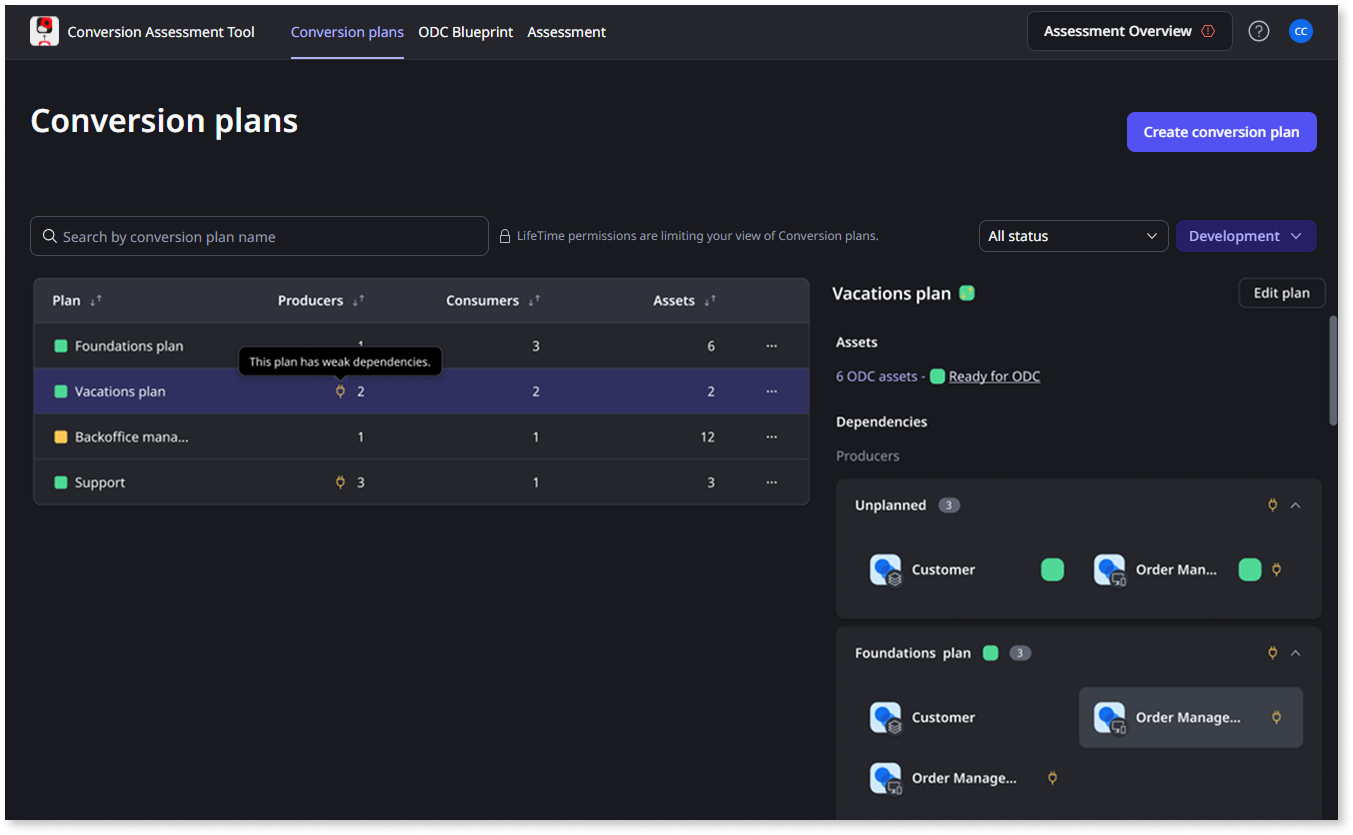 Conversion Assessment Tool
Conversion plans
ODC Blueprint
Assessment
Assessment Overview
?
CC
Conversion plans
Create conversion plan
Search by conversion plan name
LifeTime permissions are limiting your view of Conversion plans.
All status
Development
Plan Producers Consumers Assets
Foundations plan 3 6 ...
This plan has weak dependencies.
Vacations plan 2 2 2 ...
Backoffice mana... 1 1 12 ...
Support 3 1 3 ...
Vacations plan
Edit plan
Assets
6 ODC assets - Ready for ODC
Dependencies
Producers
Unplanned 3
Customer
Order Man...
Foundations plan 3
Customer
Order Manage...
Order Manage...